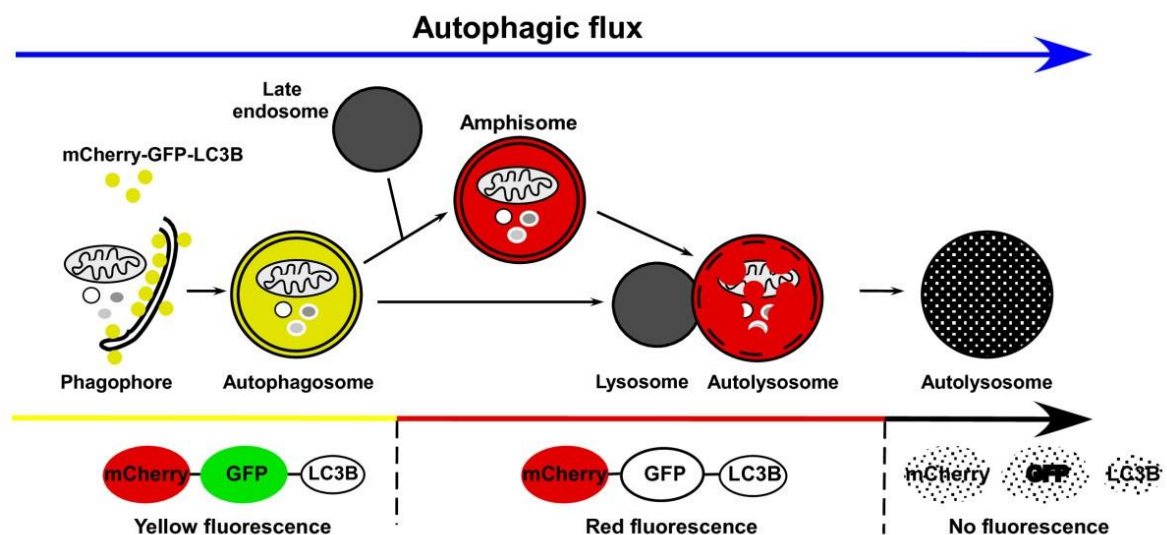 Autophagic flux
Late
endosome
Amphisome
mCherry-GFP-LC3B
Phagophore
Autophagosome
Lysosome
Autolysosome
Autolysosome
mCherry
GFP
LC3B
mCherry
GFP
LC3B
mCherry
GFP
LC3B
Yellow fluorescence
Red fluorescence
No fluorescence